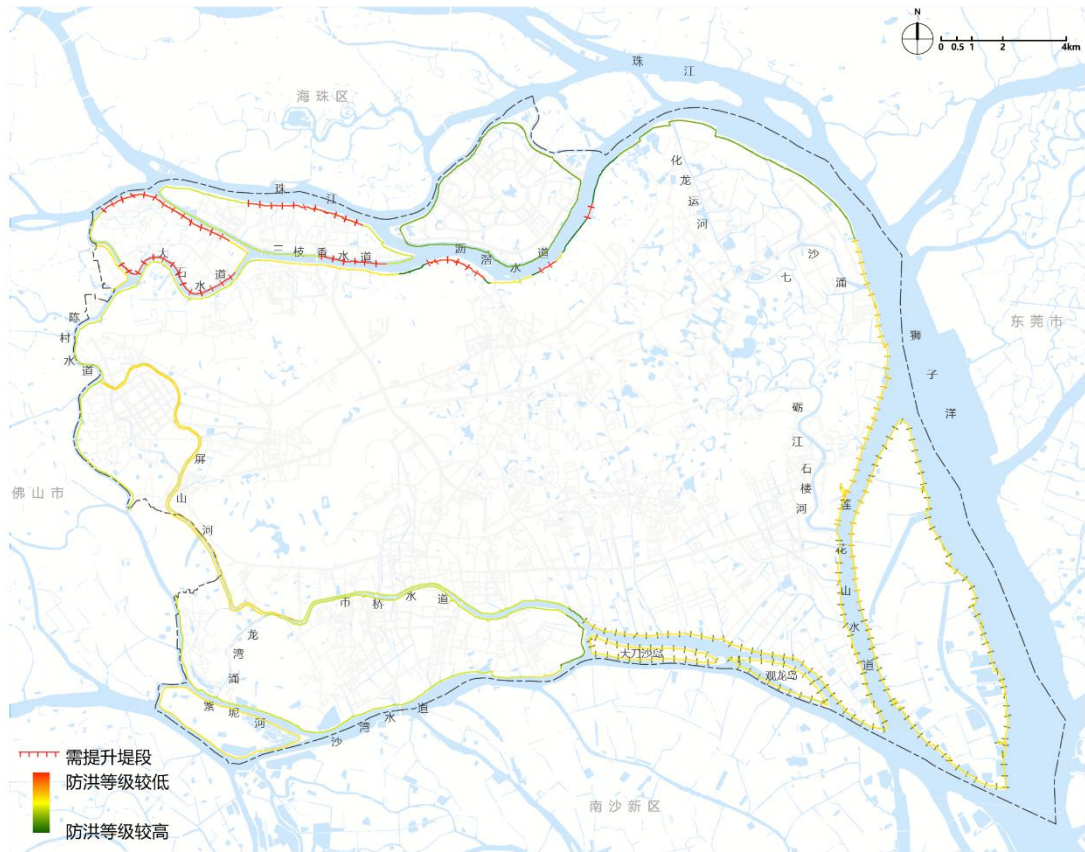 N
0 0.5 1 2 4km
珠江
海珠区
化龙运河
珠江
沥滘水道
三枝香水道
大石水道
沙
七
涌
陈村水道
狮子洋
东莞市
砺江
石楼河
屏山河
佛山市
莲花山水道
市桥水道
龙湾涌
大刀沙岛
观龙岛
紫坭河
沙湾水道
南沙新区
需提升堤段
防洪等级较低
防洪等级较高